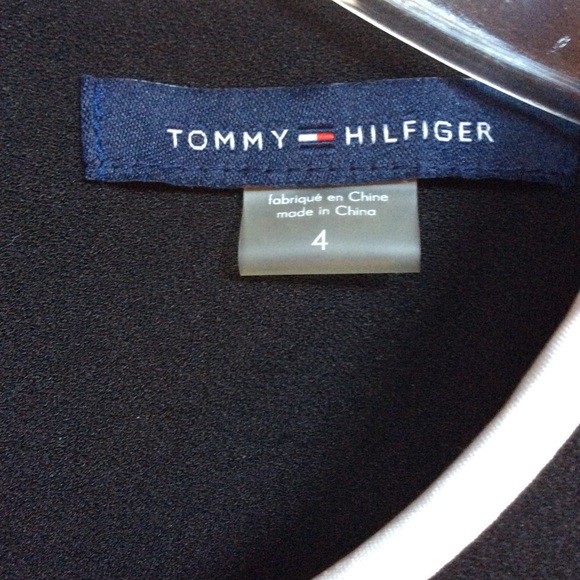 TOMMY HILFIGER
fabriqué en Chine
made in China
4